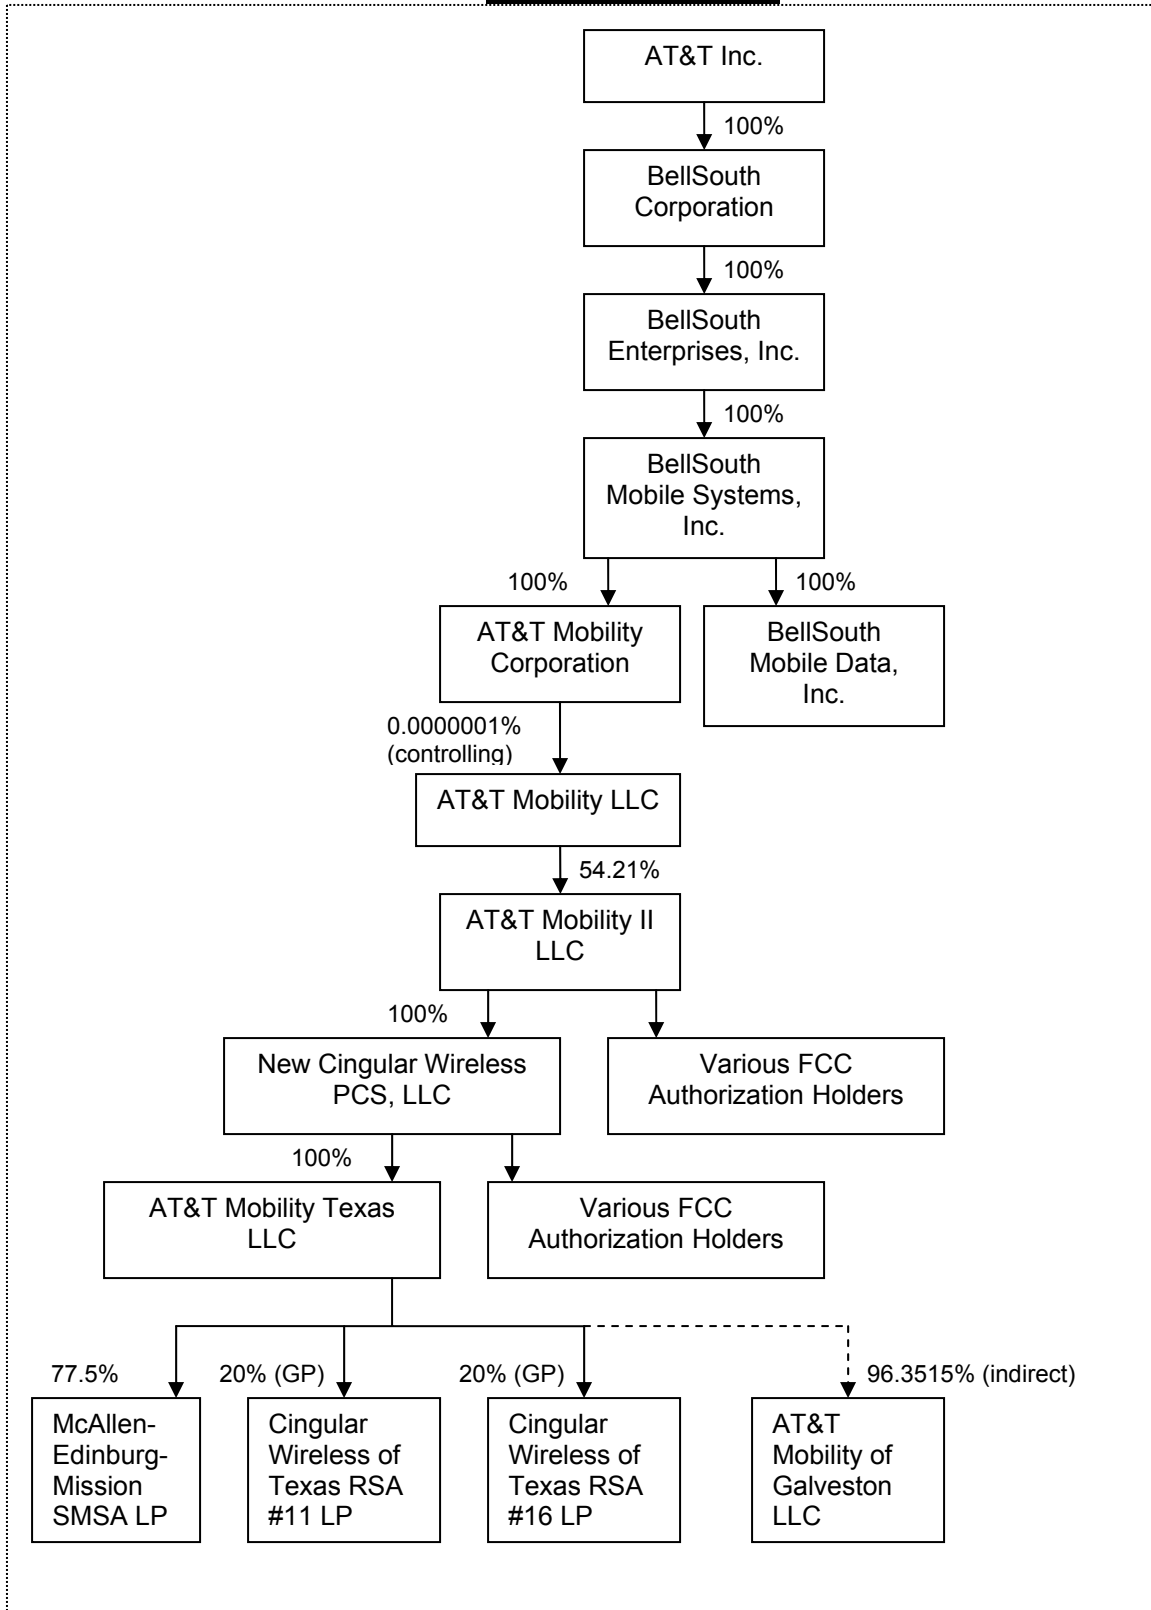 AT&T Inc.
100%
BellSouth
Corporation
100%
BellSouth
Enterprises, Inc.
100%
BellSouth
Mobile Systems,
Inc.
100%
100%
AT&T Mobility
Corporation
BellSouth
Mobile Data,
Inc.
0.0000001%
(controlling)
AT&T Mobility LLC
54.21%
AT&T Mobility II
LLC
100%
New Cingular Wireless
PCS, LLC
Various FCC
Authorization Holders
100%
AT&T Mobility Texas
LLC
Various FCC
Authorization Holders
77.5%
20% (GP)
20% (GP)
96.3515% (indirect)
McAllen-
Edinburg-
Mission
SMSA LP
Cingular
Wireless of
Texas RSA
#11 LP
Cingular
Wireless of
Texas RSA
#16 LP
AT&T
Mobility of
Galveston
LLC